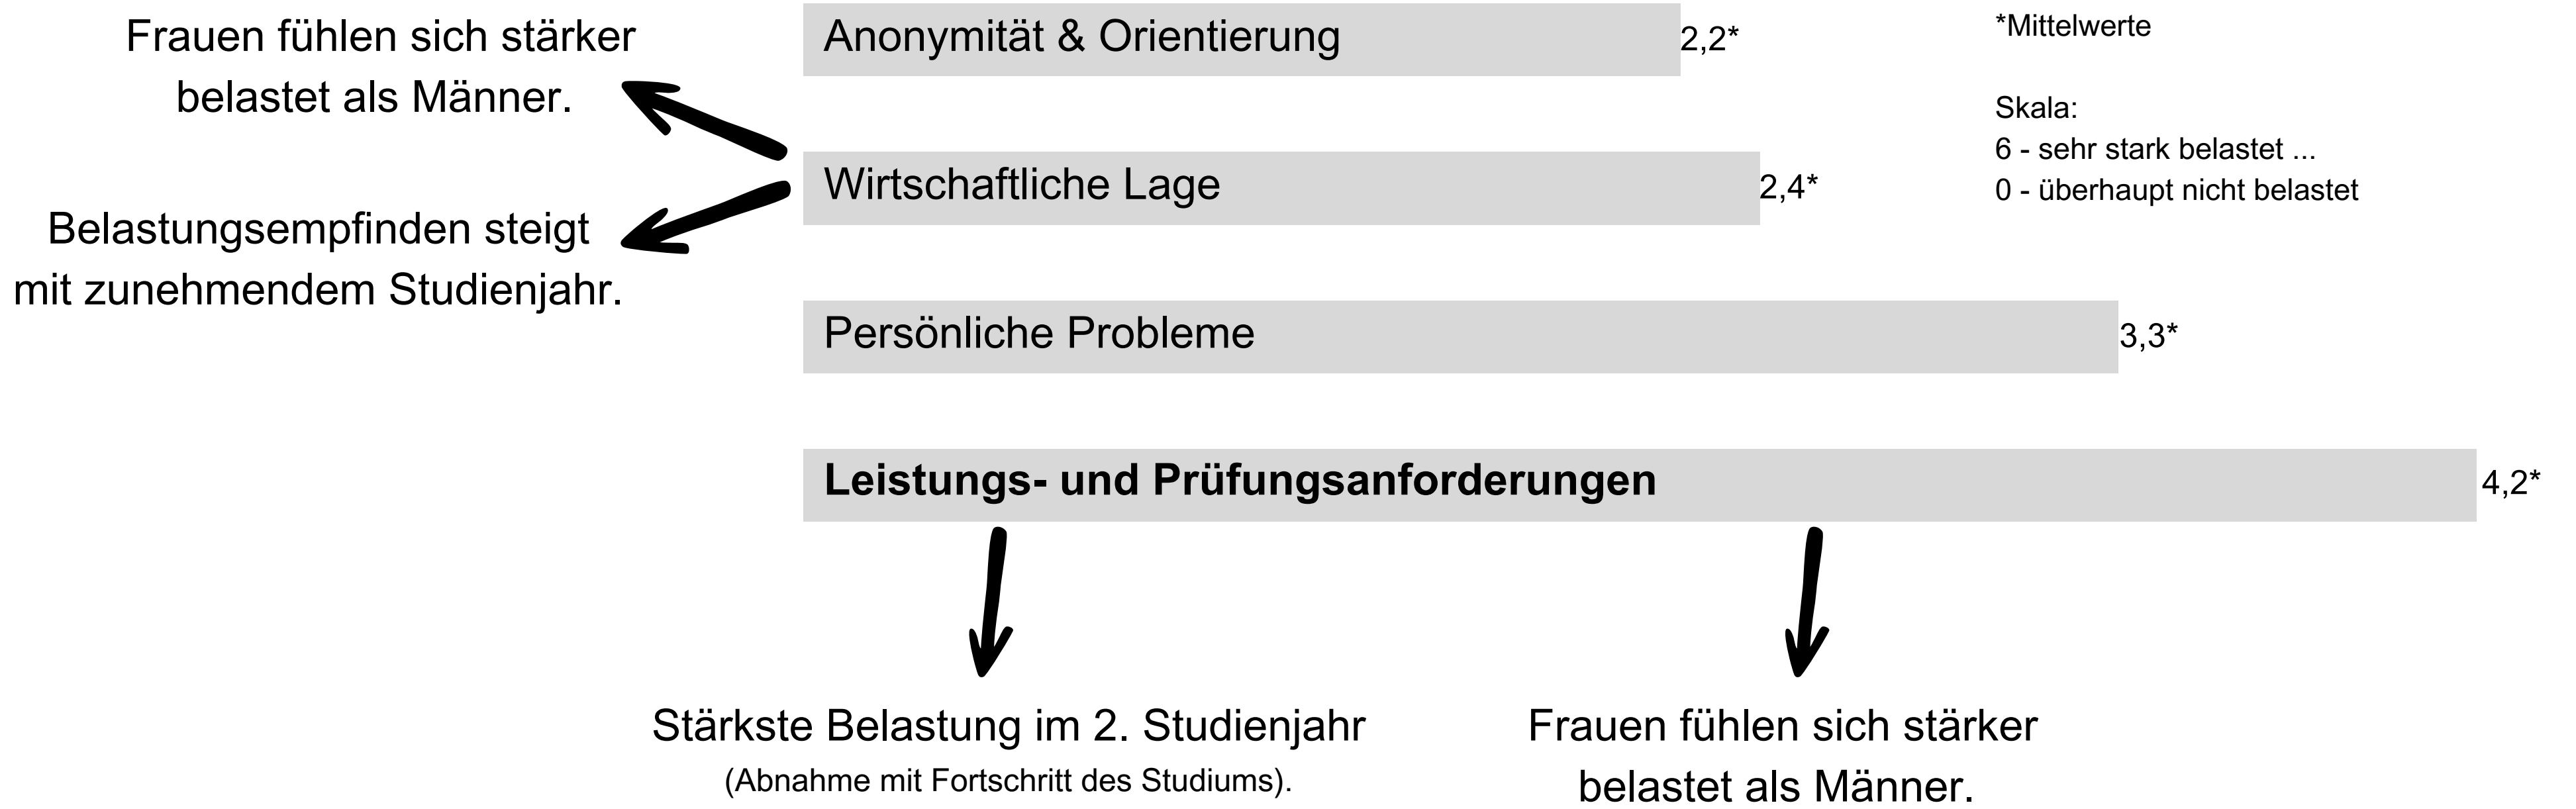 Frauen fühlen sich stärker
belastet als Männer.
Belastungsempfinden steigt
mit zunehmendem Studienjahr.
Anonymität & Orientierung
2,2*
Wirtschaftliche Lage
2,4*
Persönliche Probleme
3,3*
Leistungs- und Prüfungsanforderungen
4,2*
*Mittelwerte
Skala:
6 - sehr stark belastet ...
0 - überhaupt nicht belastet
Stärkste Belastung im 2. Studienjahr
(Abnahme mit Fortschritt des Studiums).
Frauen fühlen sich stärker
belastet als Männer.